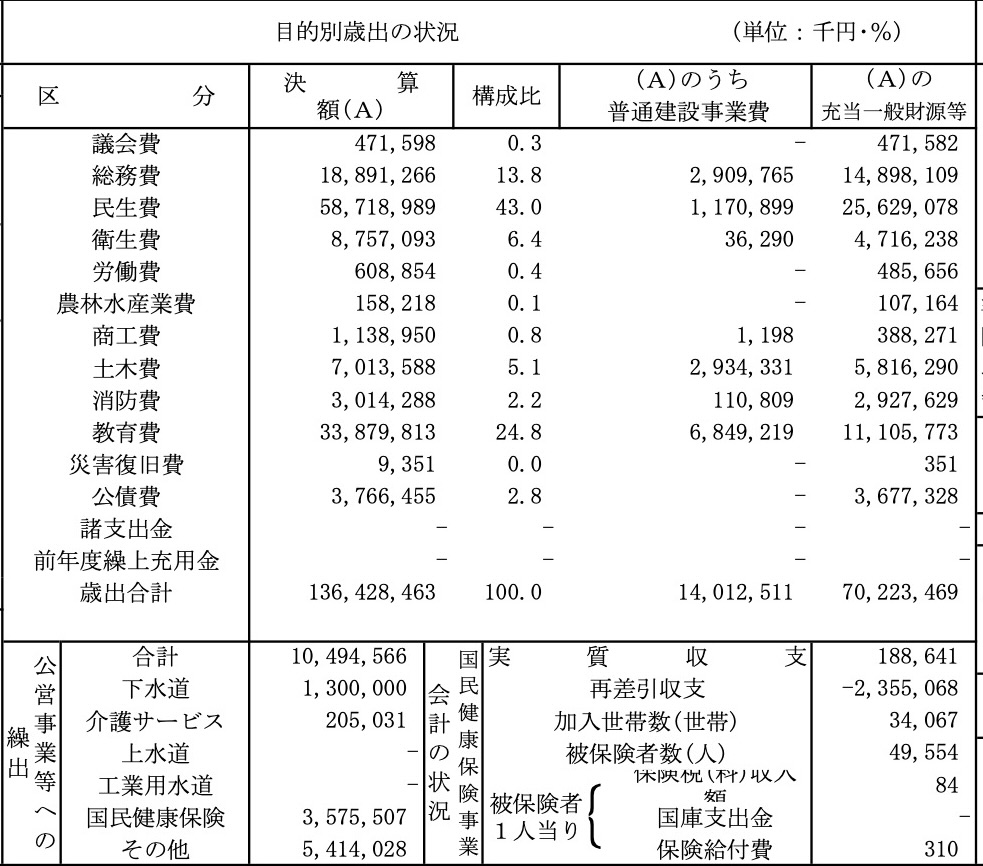 目的別歳出の状況 (単位:千円・%)
区分 決算額(A) 構成比 (A)のうち普通建設事業費 (A)の充当一般財源等
議会費 471,598 0.3 - 471,582
総務費 18,891,266 13.8 2,909,765 14,898,109
民生費 58,718,989 43.0 1,170,899 25,629,078
衛生費 8,757,093 6.4 36,290 4,716,238
労働費 608,854 0.4 - 485,656
農林水産業費 158,218 0.1 - 107,164
商工費 1,138,950 0.8 1,198 388,271
土木費 7,013,588 5.1 2,934,331 5,816,290
消防費 3,014,288 2.2 110,809 2,927,629
教育費 33,879,813 24.8 6,849,219 11,105,773
災害復旧費 9,351 0.0 - 351
公債費 3,766,455 2.8 - 3,677,328
諸支出金 - - - -
前年度繰上充用金 - - - -
歳出合計 136,428,463 100.0 14,012,511 70,223,469
公営事業等への繰出
合計 10,494,566
下水道 1,300,000
介護サービス 205,031
上水道 -
工業用水道 -
国民健康保険 3,575,507
その他 5,414,028
国民健康保険事業会計の状況
実質収支 188,641
再差引収支 -2,355,068
加入世帯数(世帯) 34,067
被保険者数(人) 49,554
被保険者1人当り
保険税(料)収入額 84
国庫支出金 -
保険給付費 310